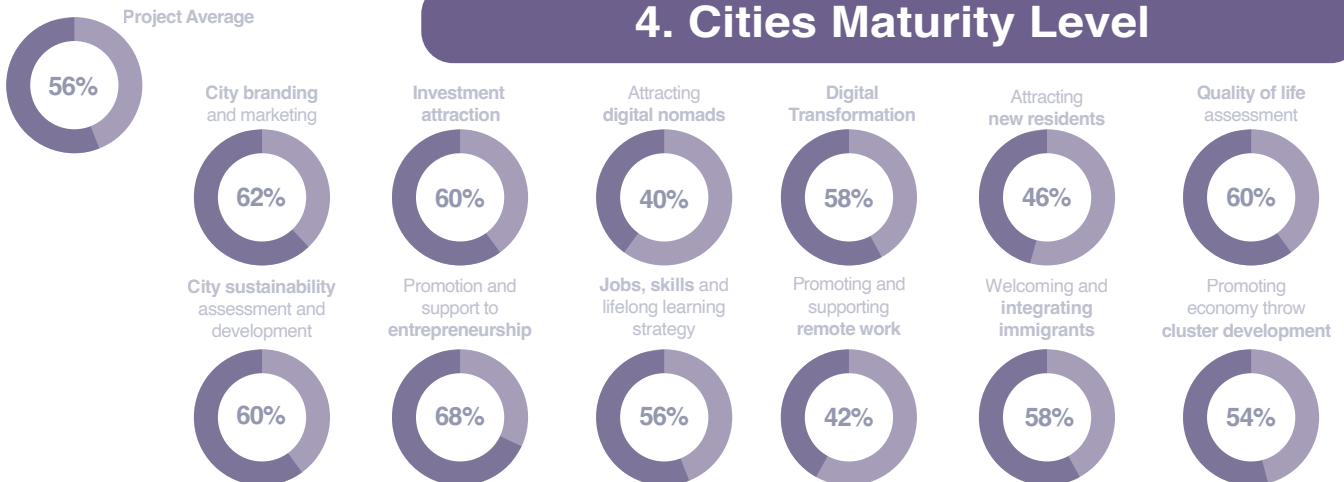 Project Average
56%
4. Cities Maturity Level
City branding
and marketing
62%
Investment
attraction
60%
Attracting
digital nomads
40%
Digital
Transformation
58%
Attracting
new residents
46%
Quality of life
assessment
60%
City sustainability
assessment and
development
60%
Promotion and
support to
entrepreneurship
68%
Jobs, skills and
lifelong learning
strategy
56%
Promoting and
supporting
remote work
42%
Welcoming and
integrating
immigrants
58%
Promoting
economy throw
cluster development
54%